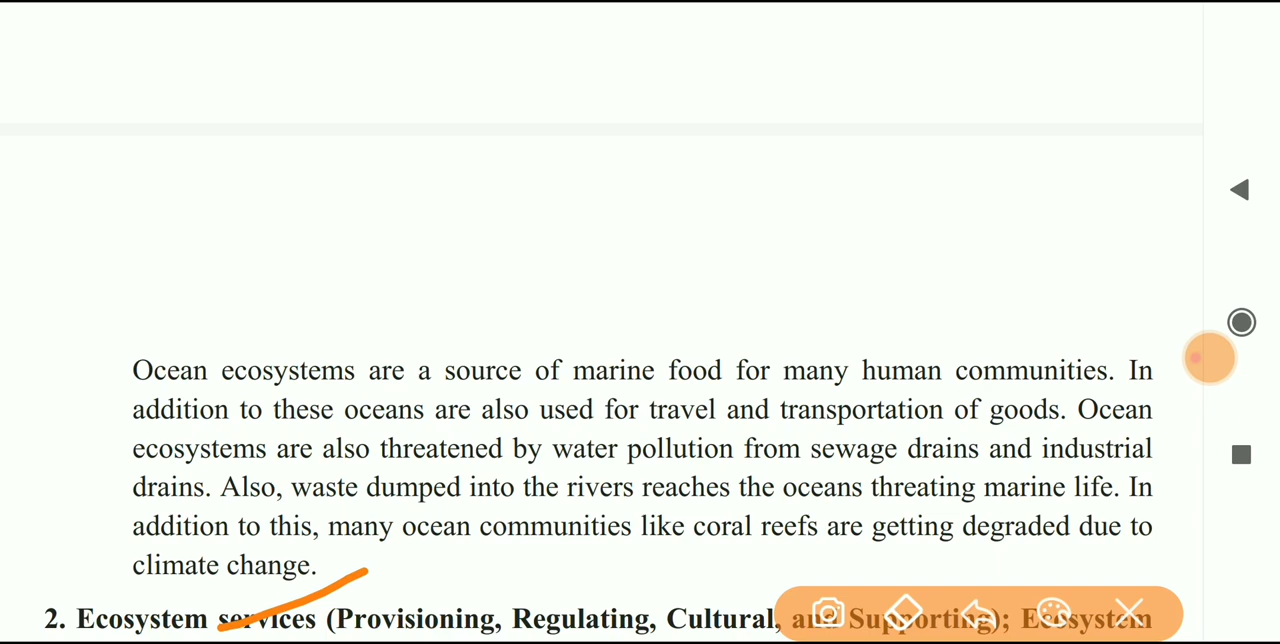 Ocean ecosystems are a source of marine food for many human communities. In
addition to these oceans are also used for travel and transportation of goods. Ocean
ecosystems are also threatened by water pollution from sewage drains and industrial
drains. Also, waste dumped into the rivers reaches the oceans threating marine life. In
addition to this, many ocean communities like coral reefs are getting degraded due to
climate change.
2. Ecosystem services (Provisioning, Regulating, Cultural, and Supporting); Ecosystem